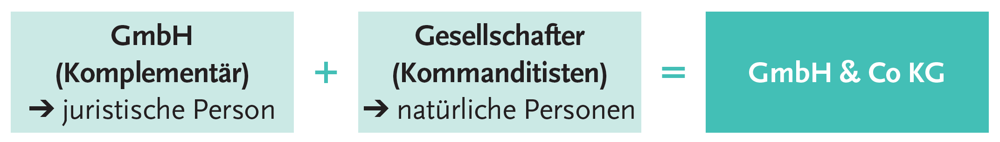 GmbH
(Komplementär)
➔ juristische Person
+
Gesellschafter
(Kommanditisten)
➔ natürliche Personen
=
GmbH & Co KG